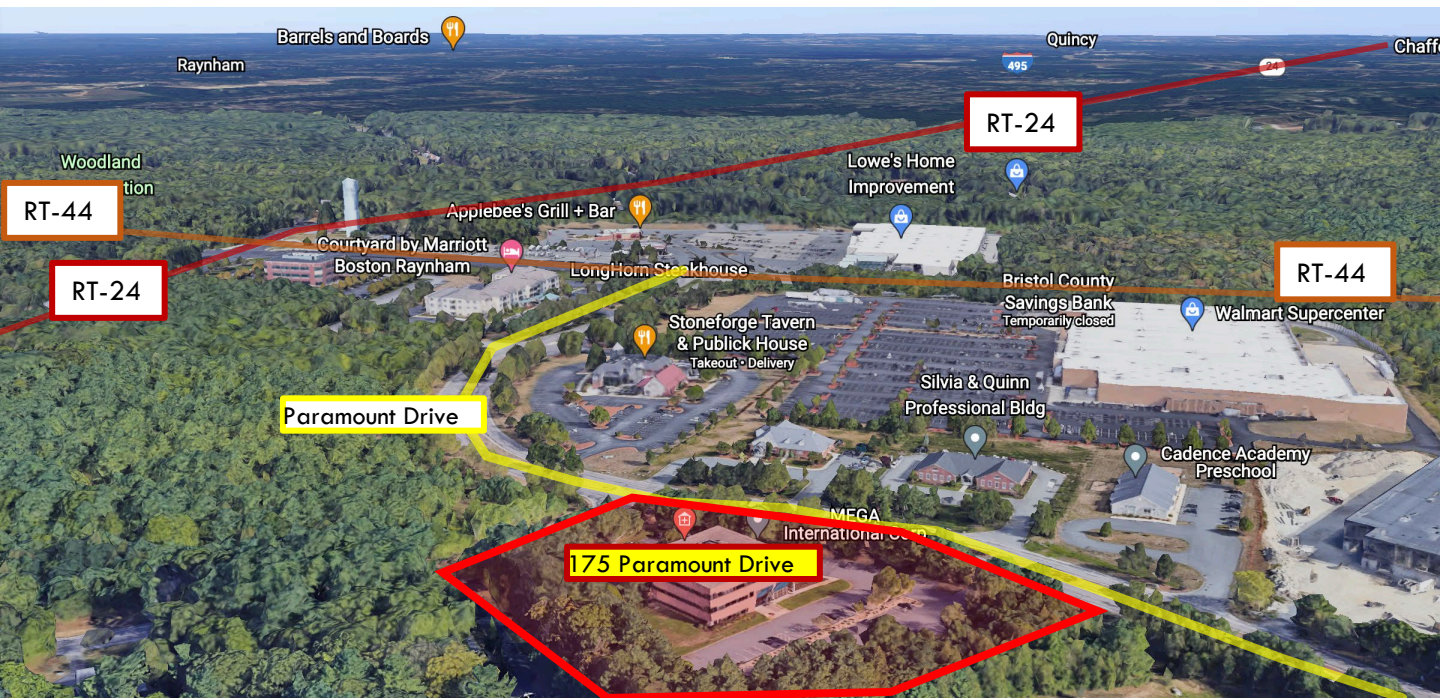 Barrels and Boards
Quincy
Raynham
495
24
RT-24
Woodland
tion
Lowe's Home
Improvement
RT-44
Applebee's Grill + Bar
Courtyard by Marriott
Boston Raynham
LongHorn Steakhouse
RT-24
RT-44
Bristol County
Savings Bank
Temporarily closed
Walmart Supercenter
Stoneforge Tavern
& Publick House
Takeout • Delivery
Silvia & Quinn
Professional Bldg
Paramount Drive
Cadence Academy
Preschool
MEGA
International Corp
175 Paramount Drive